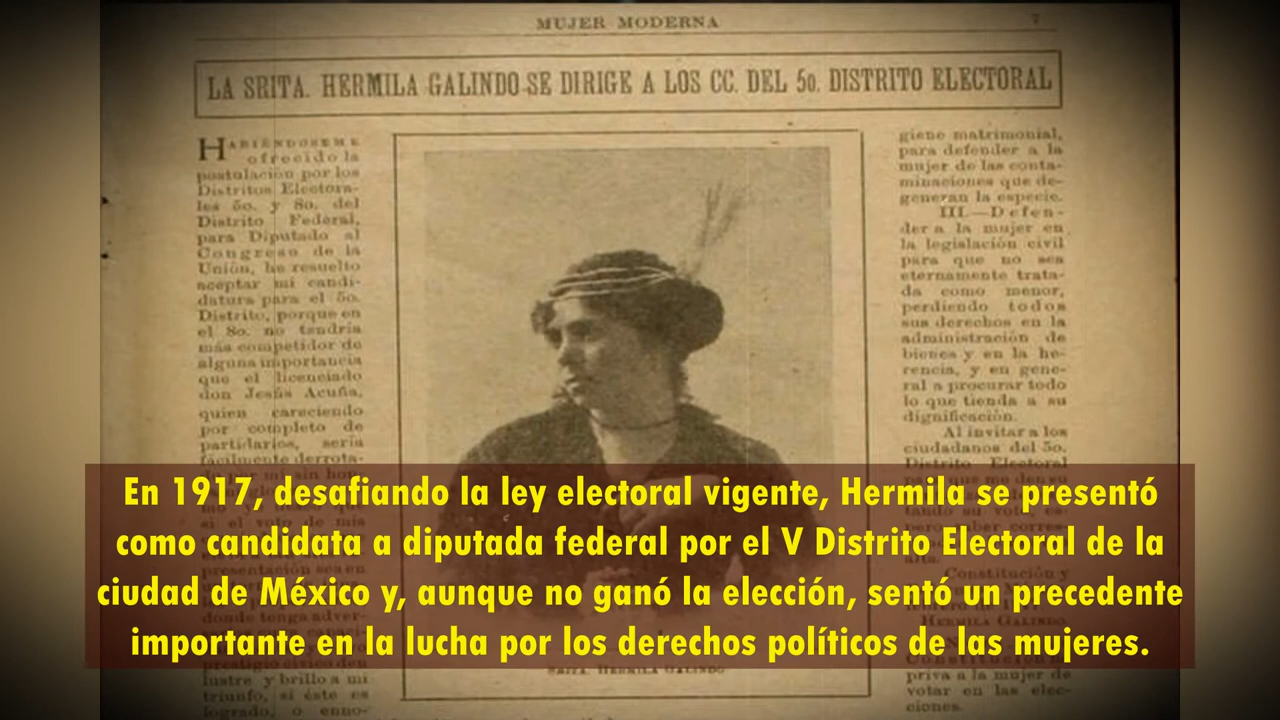 MUJER MODERNA
7
LA SRITA. HERMILA GALINDO SE DIRIGE A LOS CC. DEL 5o. DISTRITO ELECTORAL
HABIÉNDOSEME
ofrecido la
postulación por los
Distritos Electora-
les 5o. y 8o. del
Distrito Federal,
para Diputado al
Congreso de la
Unión, he resuelto
aceptar mi candi-
datura para el 5o.
Distrito, porque en
el 8o. no tendría
más competidor de
alguna importancia
que el licenciado
don Jesús Acuña,
quien careciendo
por completo de
partidarios, sería
fácilmente derrota-
lustre y brillo a mi
triunfo, si éste es
logrado, o enno-
giene matrimonial,
para defender a la
mujer de las conta-
minaciones que de-
generan la especie.
III.—Defen-
der a la mujer en
la legislación civil
para que no sea
eternamente trata-
da como menor,
perdiendo todos
sus derechos en la
administración de
bienes y en la he-
rencia, y en gene-
ral a procurar todo
lo que tienda a su
dignificación.
Al invitar a los
ciudadanos del 5o.
Distrito Electoral
Constitución y
HERMILA GALINDO.
priva a la mujer de
votar en las elec-
ciones.
SRITA. HERMILA GALINDO
En 1917, desafiando la ley electoral vigente, Hermila se presentó
como candidata a diputada federal por el V Distrito Electoral de la
ciudad de México y, aunque no ganó la elección, sentó un precedente
importante en la lucha por los derechos políticos de las mujeres.